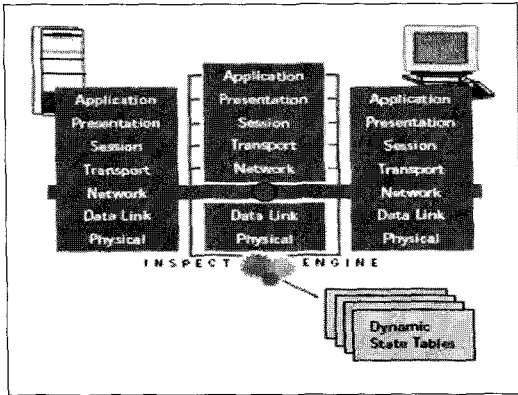 Application
Presentation
Session
Transport
Network
Data Link
Physical
Application
Presentation
Session
Transport
Network
Data Link
Physical
Application
Presentation
Session
Transport
Network
Data Link
Physical
INSPECT ENGINE
Dynamic
State Tables